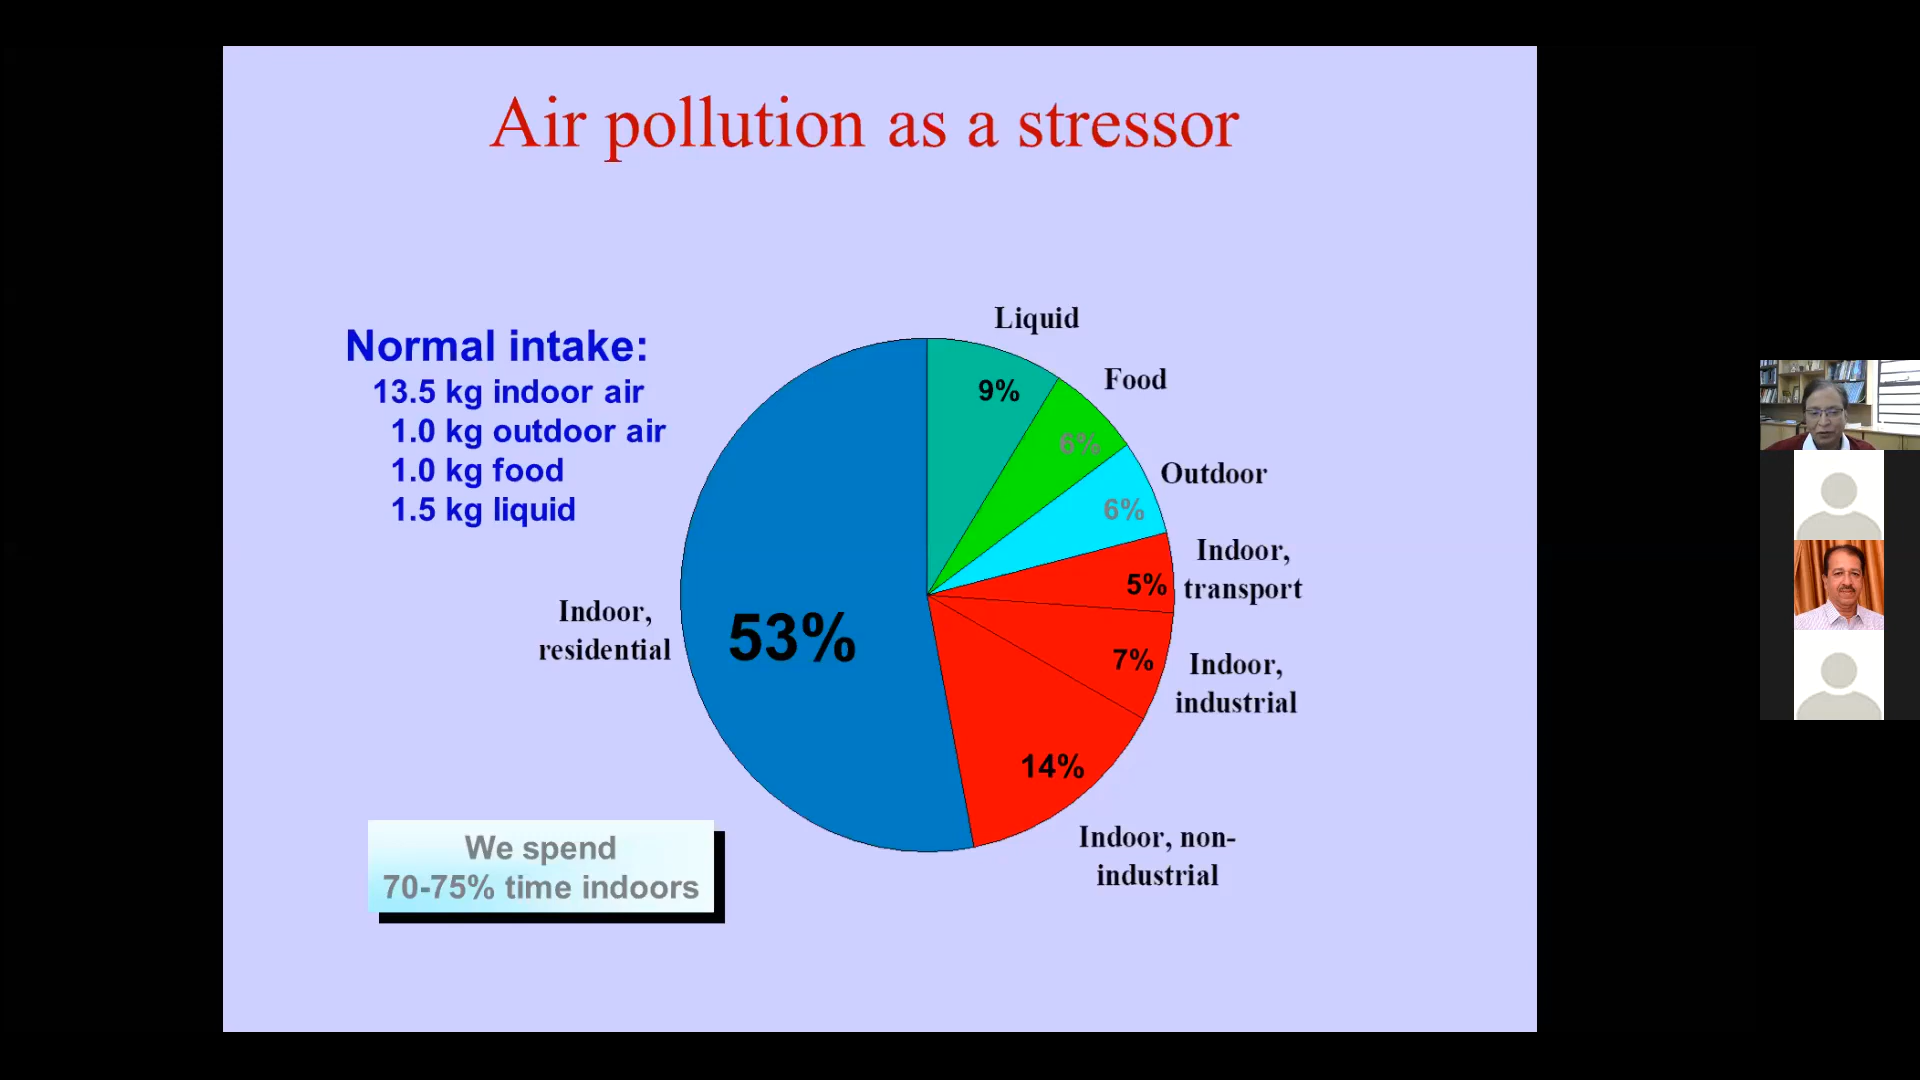 Air pollution as a stressor
Normal intake:
13.5 kg indoor air
1.0 kg outdoor air
1.0 kg food
1.5 kg liquid
Liquid
9%
Food
6%
Outdoor
6%
Indoor,
transport
5%
Indoor,
industrial
7%
Indoor, non-
industrial
14%
Indoor,
residential
53%
We spend
70-75% time indoors